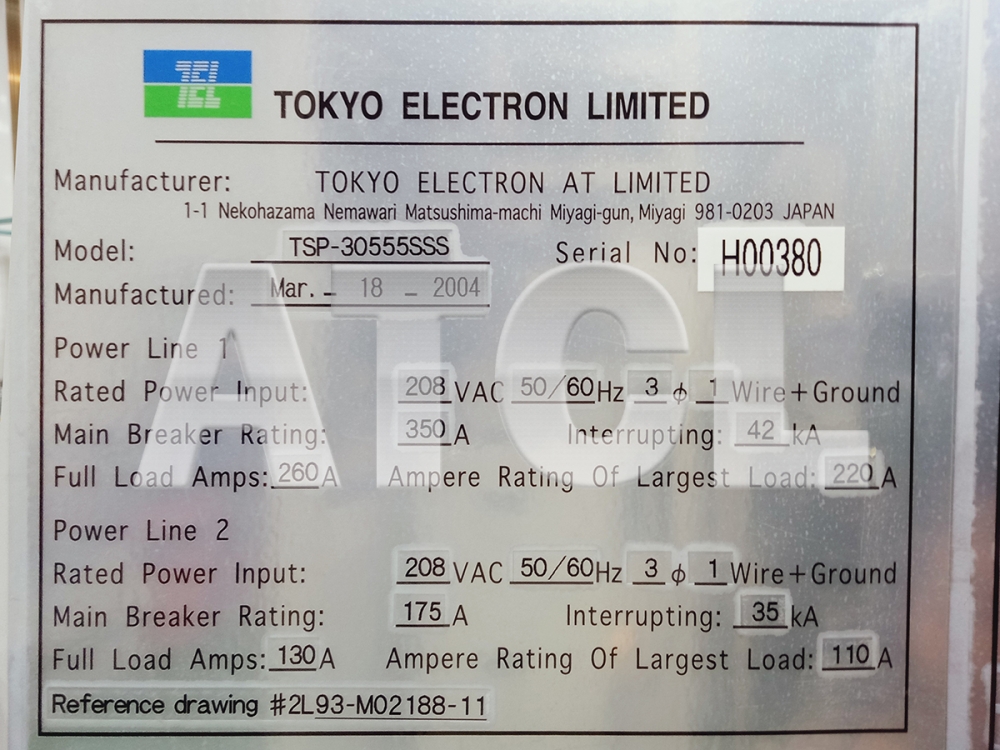 TEL
TOKYO ELECTRON LIMITED
Manufacturer: TOKYO ELECTRON AT LIMITED
1-1 Nekohazama Nemawari Matsushima-machi Miyagi-gun, Miyagi 981-0203 JAPAN
Model: TSP-30555SSS Serial No: H00380
Manufactured: Mar. - 18 - 2004
ATCL
Power Line 1
Rated Power Input: 208 VAC 50/60Hz 3 φ 1 Wire+Ground
Main Breaker Rating: 350 A Interrupting: 42 kA
Full Load Amps: 260 A Ampere Rating Of Largest Load: 220 A
Power Line 2
Rated Power Input: 208 VAC 50/60Hz 3 φ 1 Wire+Ground
Main Breaker Rating: 175 A Interrupting: 35 kA
Full Load Amps: 130 A Ampere Rating Of Largest Load: 110 A
Reference drawing #2L93-M02188-11